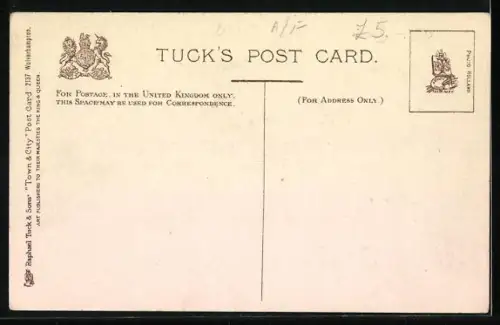 A/F
£5
TUCK'S POST CARD.
FOR POSTAGE, IN THE UNITED KINGDOM ONLY,
THIS SPACE MAY BE USED FOR CORRESPONDENCE.
(FOR ADDRESS ONLY.)
Raphael Tuck & Sons' "Town & City" Post Card 2197 Wolverhampton.
ART PUBLISHERS TO THEIR MAJESTIES THE KING & QUEEN.